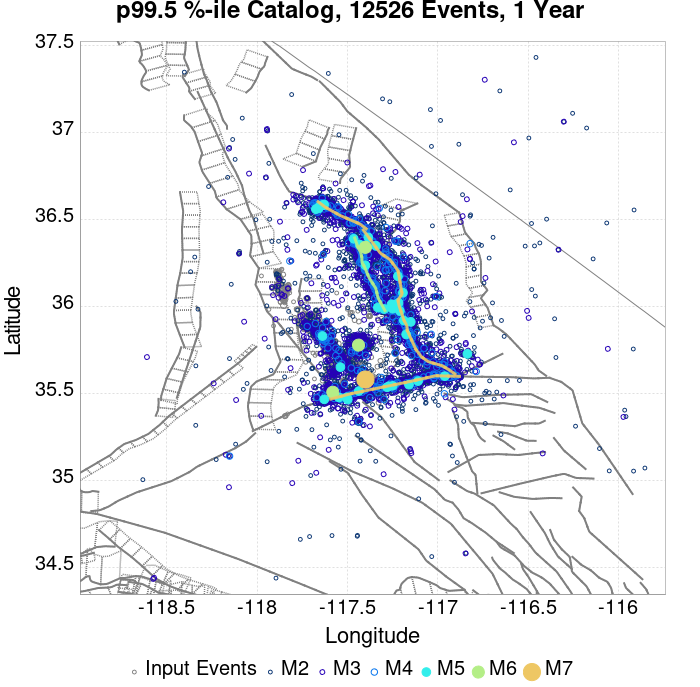 p99.5 %-ile Catalog, 12526 Events, 1 Year
37.5
37
36.5
36
35.5
35
34.5
Latitude
-118.5 -118 -117.5 -117 -116.5 -116
Longitude
Input Events M2 M3 M4 M5 M6 M7